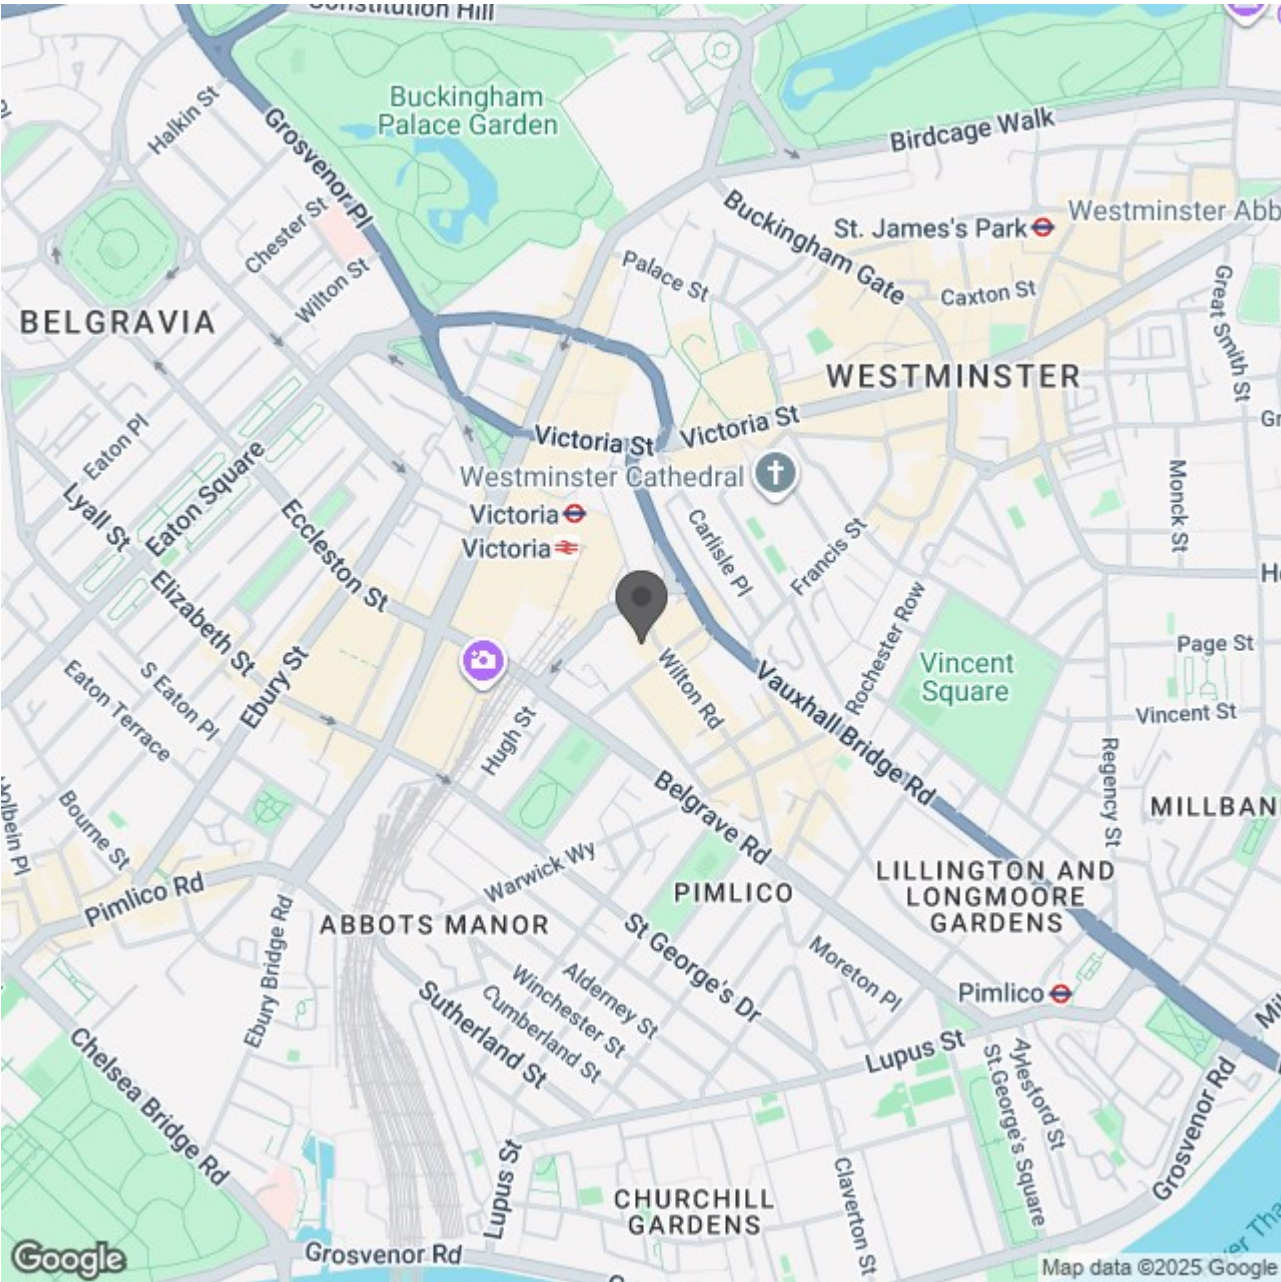 Constitution Hill
Buckingham
Palace Garden
Halkin St
Grosvenor Pl
Birdcage Walk
Chester St
Buckingham Gate
St. James's Park
Westminster Abb
Wilton St
Palace St
Caxton St
Great Smith St
BELGRAVIA
WESTMINSTER
Eaton Pl
Victoria St
Victoria St
Gr
Westminster Cathedral
Eaton Square
Lyall St
Monck St
Victoria
Victoria
Eccleston St
Carlisle Pl
Francis St
Elizabeth St
Rochester Row
Ebury St
Page St
Vincent
Square
S Eaton Pl
Eaton Terrace
Wilton Rd
Vauxhall Bridge Rd
Vincent St
Hugh St
Regency St
Belgrave Rd
MILLBAN
Bourne St
Warwick Wy
Pimlico Rd
PIMLICO
LILLINGTON AND
LONGMOORE
GARDENS
ABBOTS MANOR
Ebury Bridge Rd
St George's Dr
Moreton Pl
Alderney St
Winchester St
Cumberland St
Sutherland St
Pimlico
Lupus St
Chelsea Bridge Rd
Aylesford St
St.George's Square
Grosvenor Rd
Lupus St
Claverton St
CHURCHILL
GARDENS
Grosvenor Rd
Google
Map data ©2025 Google